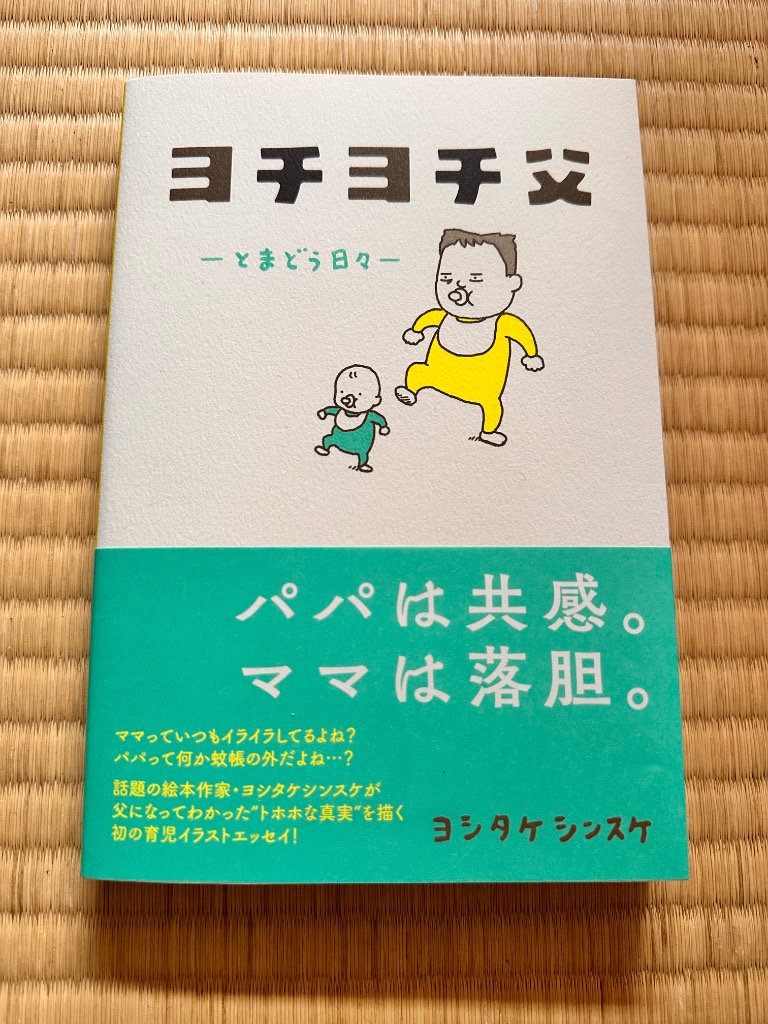 ヨチヨチ父
―とまどう日々―
パパは共感。
ママは落胆。
ママっていつもイライラしてるよね?
パパって何か蚊帳の外だよね…?
話題の絵本作家・ヨシタケシンスケが
父になってわかった"トホホな真実"を描く
初の育児イラストエッセイ!
ヨシタケシンスケ